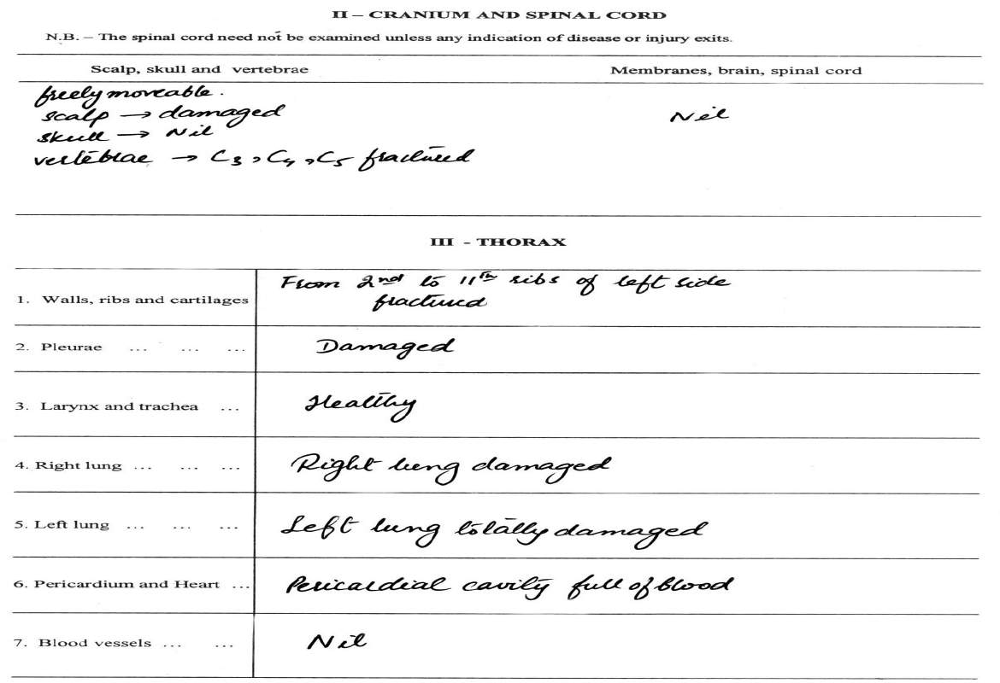 II – CRANIUM AND SPINAL CORD
N.B. – The spinal cord need not be examined unless any indication of disease or injury exits.
Scalp, skull and vertebrae Membranes, brain, spinal cord
freely moveable.
scalp → damaged Nil
skull → Nil
vertebrae → C3, C4, C5 fractured
III - THORAX
From 2nd to 11th ribs of left side
1. Walls, ribs and cartilages fractured
2. Pleurae ... ... ... Damaged
3. Larynx and trachea ... Healthy
4. Right lung ... ... ... Right lung damaged
5. Left lung ... ... ... Left lung totally damaged
6. Pericardium and Heart ... Pericardial cavity full of blood
7. Blood vessels ... ... Nil